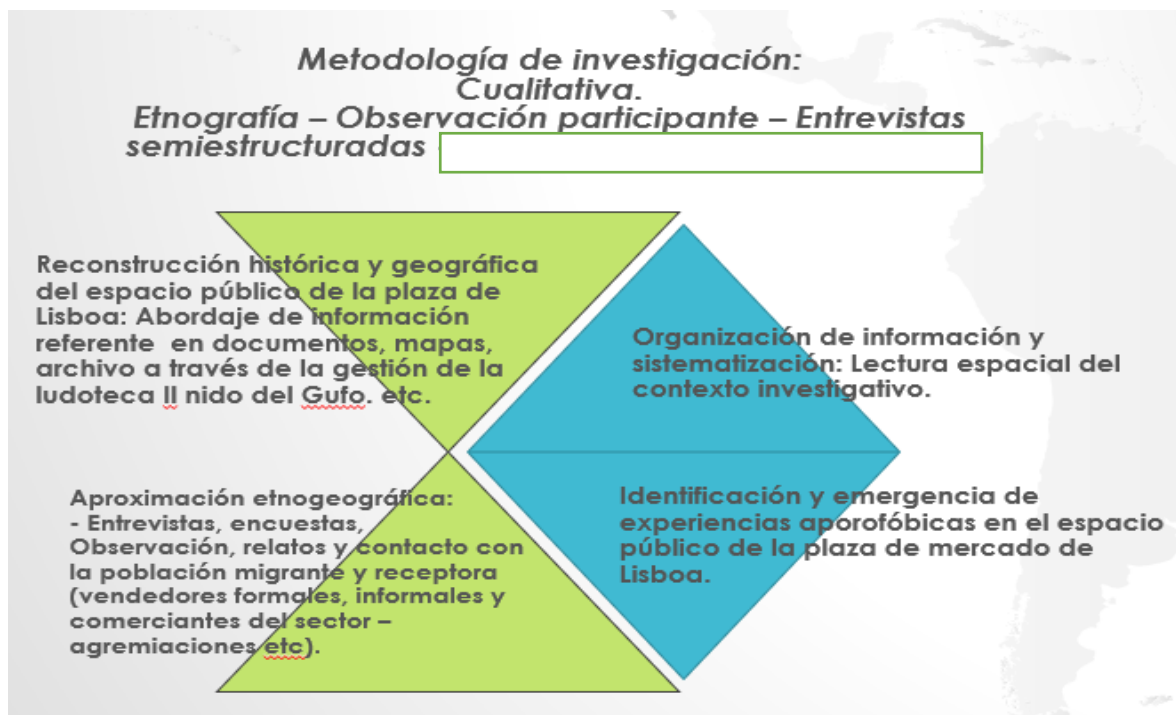 Metodología de investigación:
Cualitativa.
Etnografía – Observación participante – Entrevistas
semiestructuradas
Reconstrucción histórica y geográfica
del espacio público de la plaza de
Lisboa: Abordaje de información
referente en documentos, mapas,
archivo a través de la gestión de la
ludoteca II nido del Gufo. etc.
Organización de información y
sistematización: Lectura espacial del
contexto investigativo.
Aproximación etnogeográfica:
- Entrevistas, encuestas,
Observación, relatos y contacto con
la población migrante y receptora
(vendedores formales, informales y
comerciantes del sector –
agremiaciones etc).
Identificación y emergencia de
experiencias aporofóbicas en el espacio
público de la plaza de mercado de
Lisboa.